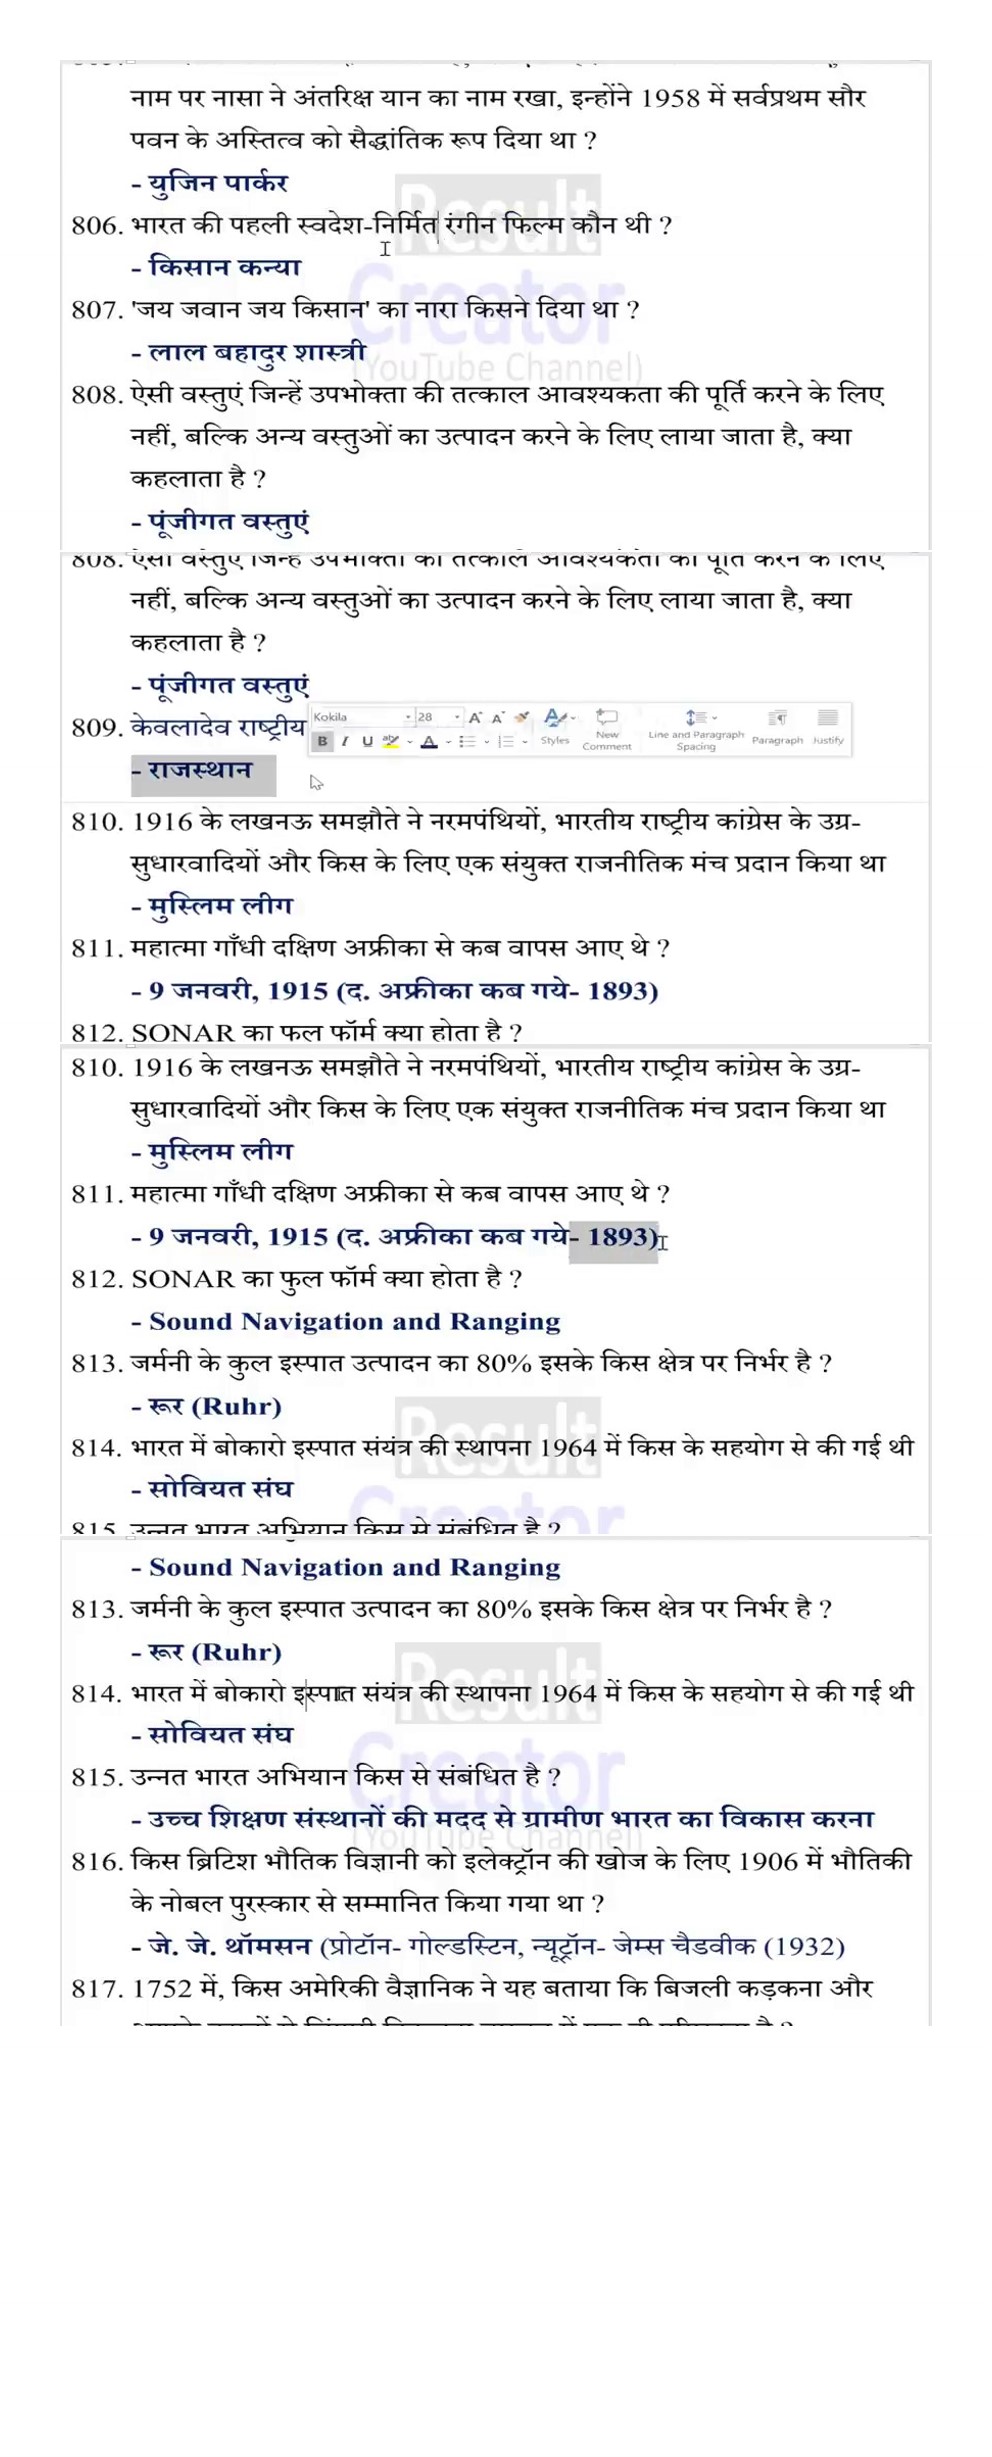 नाम पर नासा ने अंतरिक्ष यान का नाम रखा, इन्होंने 1958 में सर्वप्रथम सौर
पवन के अस्तित्व को सैद्धांतिक रूप दिया था ?
- युजिन पार्कर
806. भारत की पहली स्वदेश-निर्मित रंगीन फिल्म कौन थी ?
- किसान कन्या
807. 'जय जवान जय किसान' का नारा किसने दिया था ?
- लाल बहादुर शास्त्री
808. ऐसी वस्तुएं जिन्हें उपभोक्ता की तत्काल आवश्यकता की पूर्ति करने के लिए
नहीं, बल्कि अन्य वस्तुओं का उत्पादन करने के लिए लाया जाता है, क्या
कहलाता है ?
- पूंजीगत वस्तुएं
Result
Creator
(YouTube Channel)
808. ऐसी वस्तुएं जिन्हें उपभोक्ता की तत्काल आवश्यकता की पूर्ति करने के लिए
नहीं, बल्कि अन्य वस्तुओं का उत्पादन करने के लिए लाया जाता है, क्या
कहलाता है ?
- पूंजीगत वस्तुएं
809. केवलादेव राष्ट्रीय
Kokila 28
B I U Styles New Comment Line and Paragraph Spacing Paragraph Justify
- राजस्थान
810. 1916 के लखनऊ समझौते ने नरमपंथियों, भारतीय राष्ट्रीय कांग्रेस के उग्र-
सुधारवादियों और किस के लिए एक संयुक्त राजनीतिक मंच प्रदान किया था
- मुस्लिम लीग
811. महात्मा गाँधी दक्षिण अफ्रीका से कब वापस आए थे ?
- 9 जनवरी, 1915 (द. अफ्रीका कब गये- 1893)
812. SONAR का फुल फॉर्म क्या होता है ?
810. 1916 के लखनऊ समझौते ने नरमपंथियों, भारतीय राष्ट्रीय कांग्रेस के उग्र-
सुधारवादियों और किस के लिए एक संयुक्त राजनीतिक मंच प्रदान किया था
- मुस्लिम लीग
811. महात्मा गाँधी दक्षिण अफ्रीका से कब वापस आए थे ?
- 9 जनवरी, 1915 (द. अफ्रीका कब गये- 1893)
812. SONAR का फुल फॉर्म क्या होता है ?
- Sound Navigation and Ranging
813. जर्मनी के कुल इस्पात उत्पादन का 80% इसके किस क्षेत्र पर निर्भर है ?
- रूर (Ruhr)
814. भारत में बोकारो इस्पात संयंत्र की स्थापना 1964 में किस के सहयोग से की गई थी
- सोवियत संघ
815. उन्नत भारत अभियान किस से संबंधित है ?
Result
Creator
- Sound Navigation and Ranging
813. जर्मनी के कुल इस्पात उत्पादन का 80% इसके किस क्षेत्र पर निर्भर है ?
- रूर (Ruhr)
814. भारत में बोकारो इस्पात संयंत्र की स्थापना 1964 में किस के सहयोग से की गई थी
- सोवियत संघ
815. उन्नत भारत अभियान किस से संबंधित है ?
- उच्च शिक्षण संस्थानों की मदद से ग्रामीण भारत का विकास करना
816. किस ब्रिटिश भौतिक विज्ञानी को इलेक्ट्रॉन की खोज के लिए 1906 में भौतिकी
के नोबल पुरस्कार से सम्मानित किया गया था ?
- जे. जे. थॉमसन (प्रोटॉन- गोल्डस्टिन, न्यूट्रॉन- जेम्स चैडवीक (1932)
817. 1752 में, किस अमेरिकी वैज्ञानिक ने यह बताया कि बिजली कड़कना और
Result
Creator
(YouTube Channel)